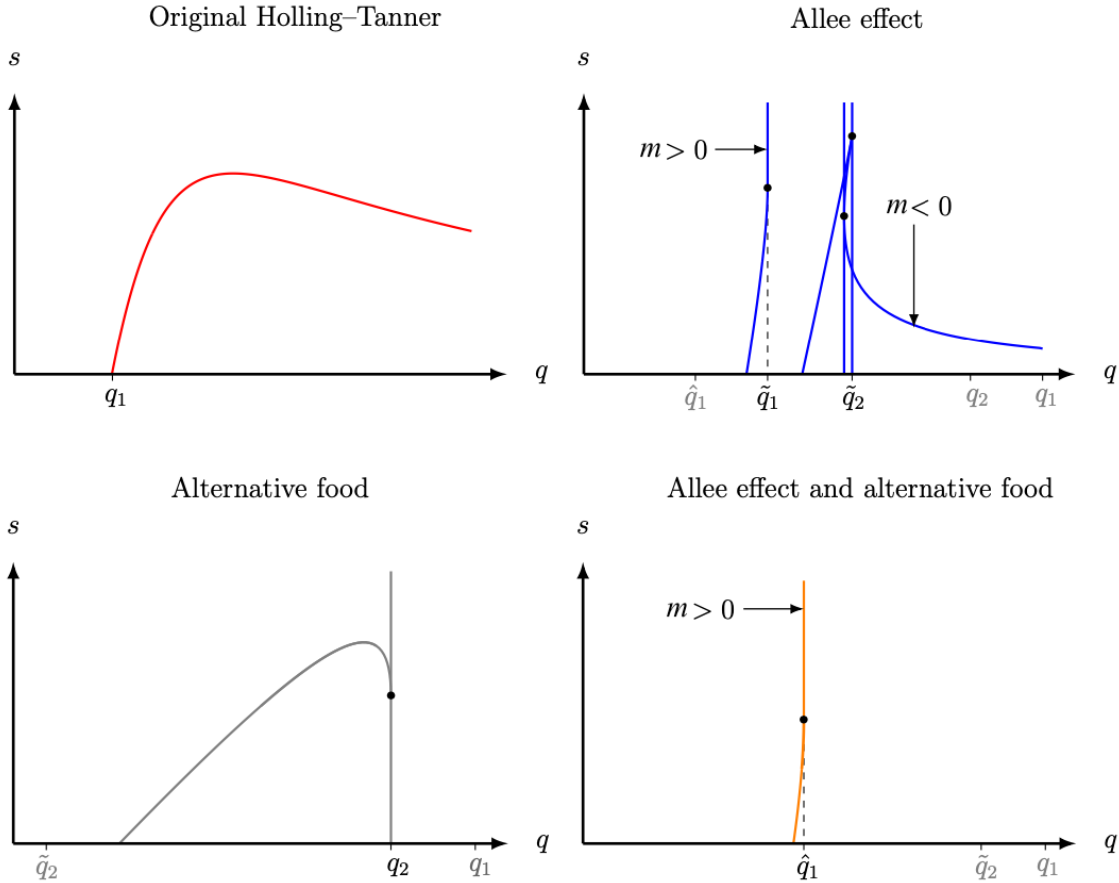 Original Holling–Tanner
s
q
q₁
Allee effect
s
m > 0
m < 0
q
q̂₁
q̃₁
q̃₂
q₂
q₁
Alternative food
s
q
q̃₂
q₂
q₁
Allee effect and alternative food
s
m > 0
q
q̂₁
q̃₂
q₁